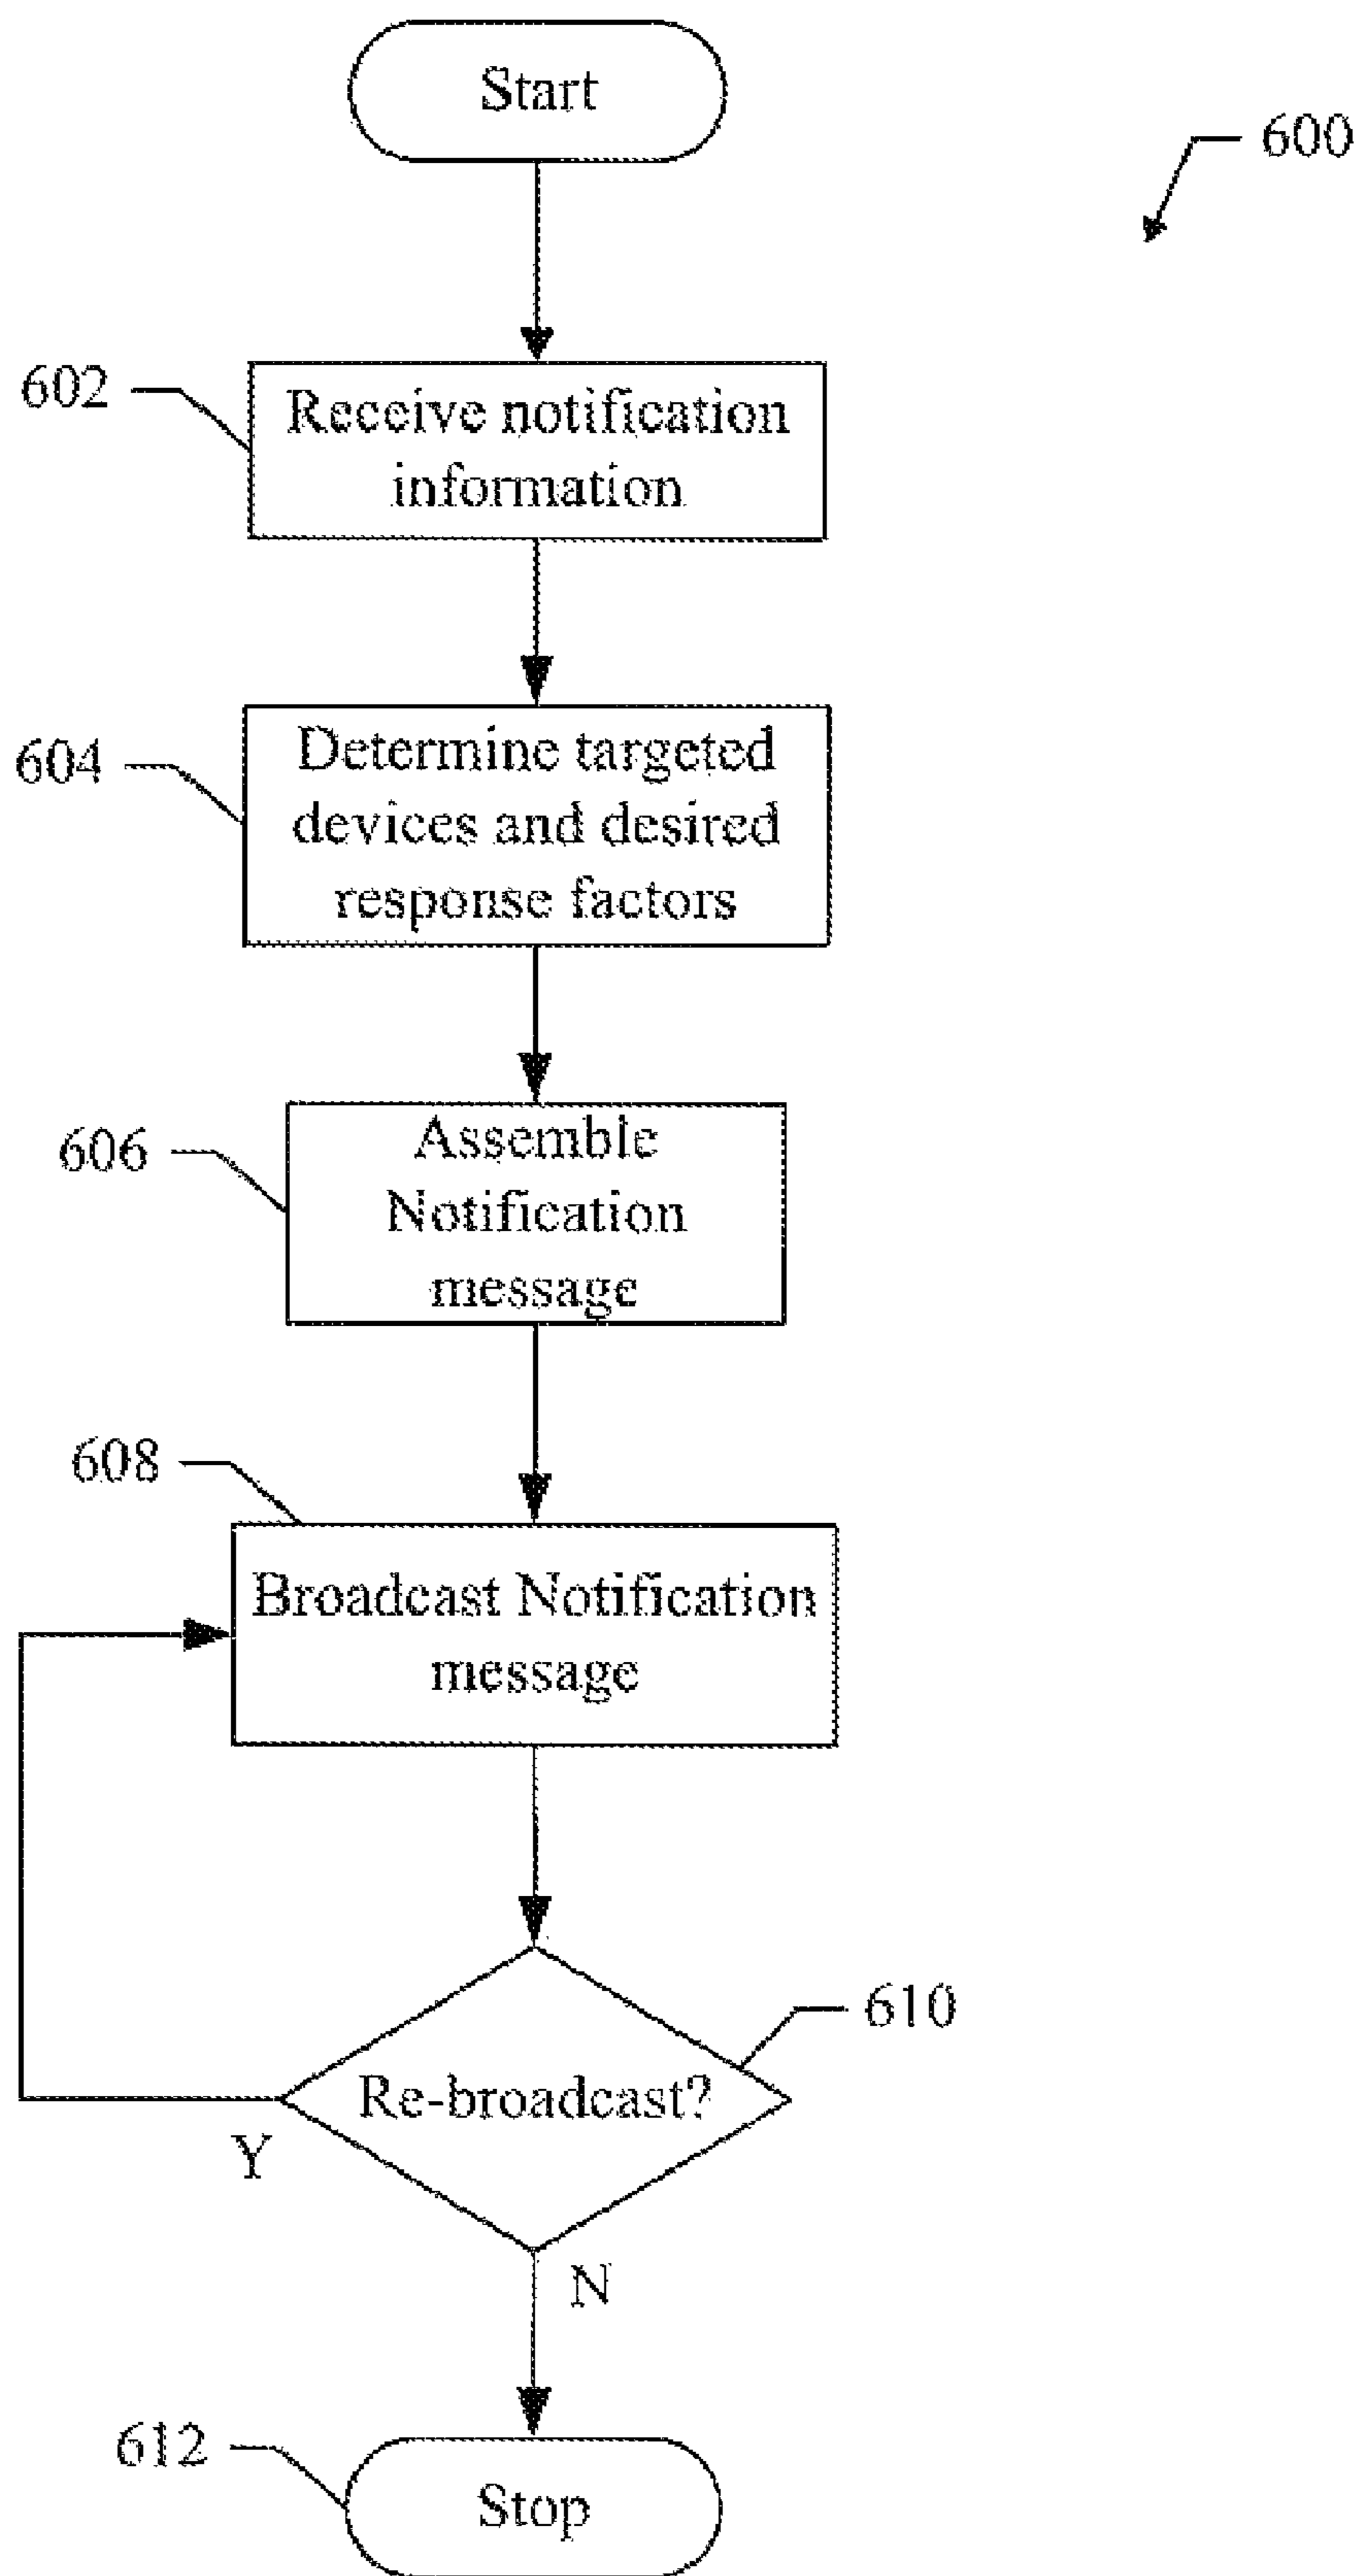 Start
600
602
Receive notification
information
604
Determine targeted
devices and desired
response factors
606
Assemble
Notification
message
608
Broadcast Notification
message
610
Re-broadcast?
Y
N
612
Stop